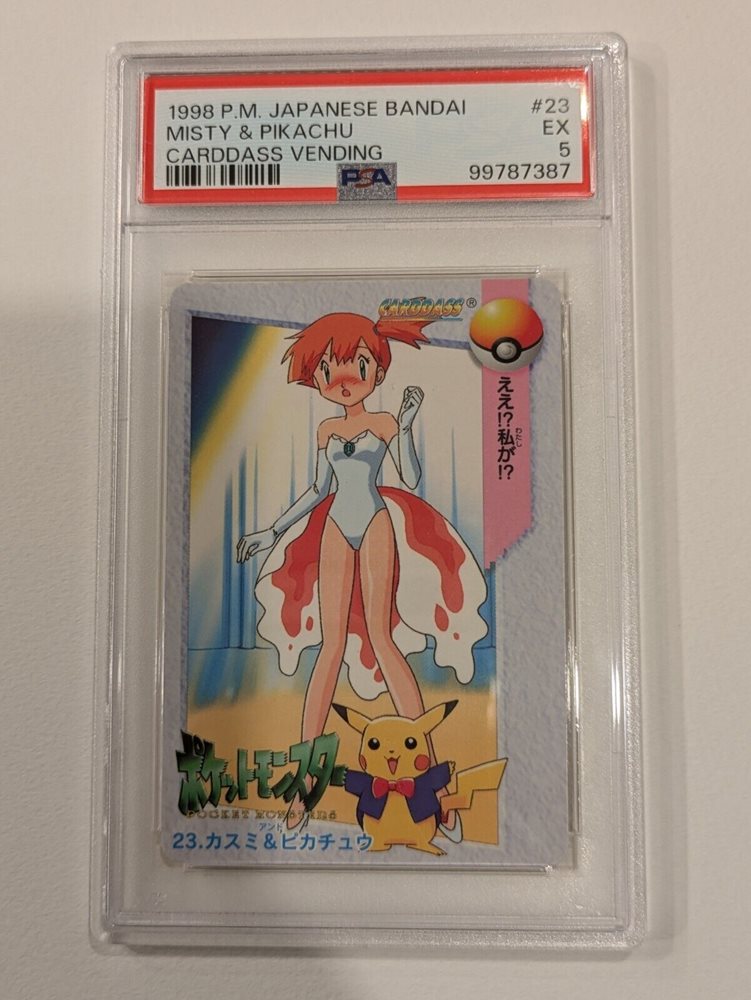 1998 P.M. JAPANESE BANDAI #23
MISTY & PIKACHU EX
CARDDASS VENDING 5
PSA 99787387
CARDDASS®
ええ!?私が!?
わたし
ポケットモンスター
POCKET MONSTERS
アンド
23.カスミ&ピカチュウ